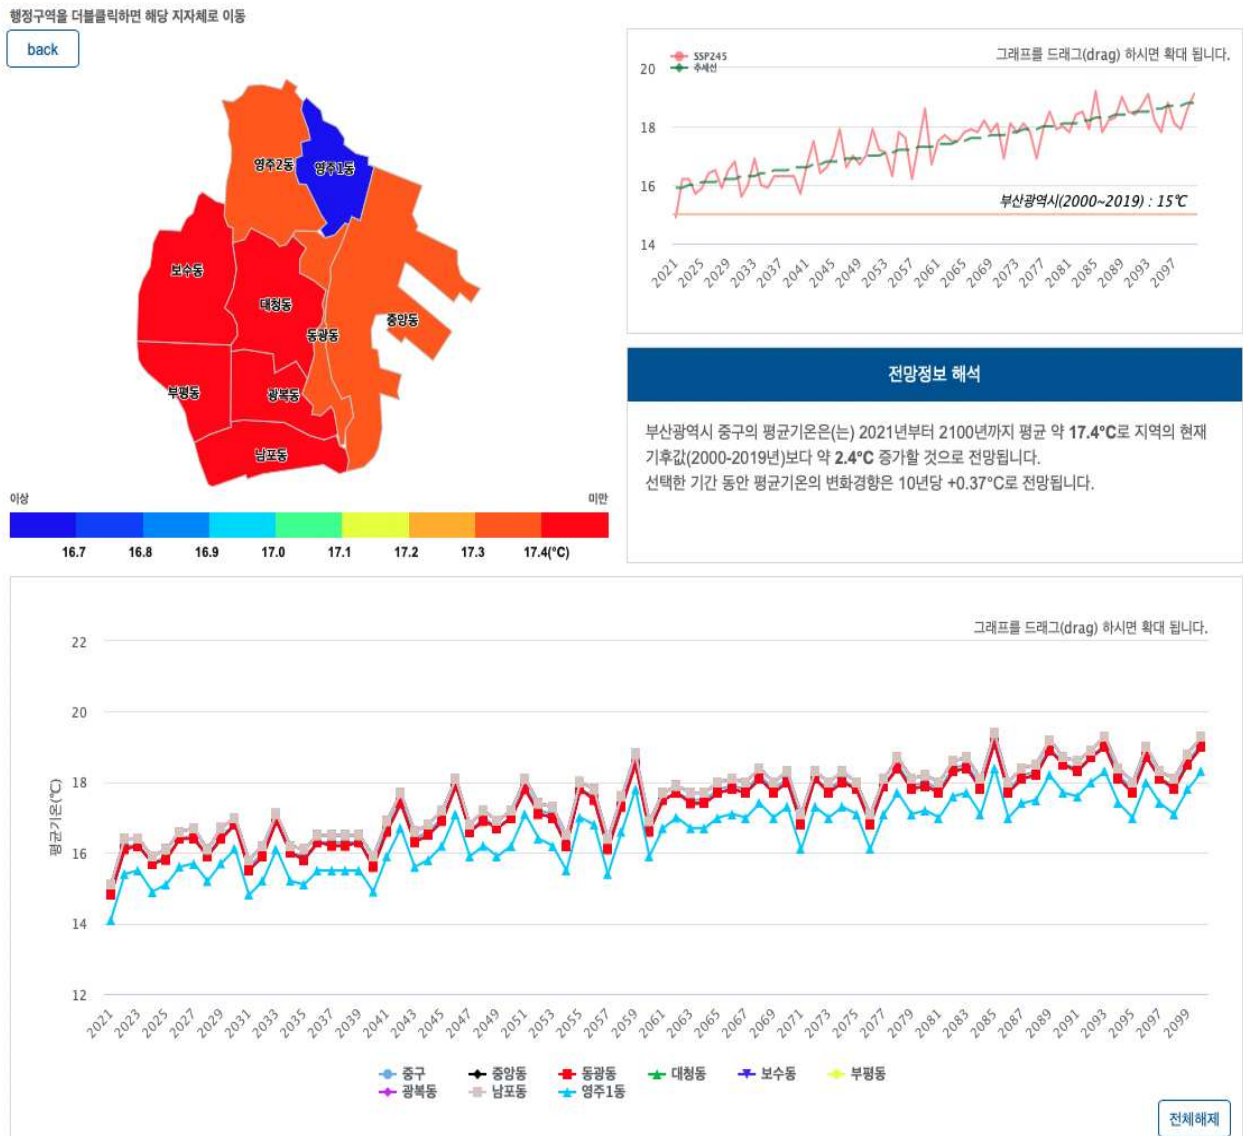 행정구역을 더블클릭하면 해당 지자체로 이동
back
영주2동
영주1동
보수동
대청동
동광동
중앙동
부평동
광복동
남포동
이상
미만
16.7 16.8 16.9 17.0 17.1 17.2 17.3 17.4(°C)
SSP245
추세선
그래프를 드래그(drag) 하시면 확대 됩니다.
20
18
16
14
부산광역시(2000~2019) : 15℃
2021 2025 2029 2033 2037 2041 2045 2049 2053 2057 2061 2065 2069 2073 2077 2081 2085 2089 2093 2097
전망정보 해석
부산광역시 중구의 평균기온은(는) 2021년부터 2100년까지 평균 약 17.4°C로 지역의 현재
기후값(2000-2019년)보다 약 2.4°C 증가할 것으로 전망됩니다.
선택한 기간 동안 평균기온의 변화경향은 10년당 +0.37°C로 전망됩니다.
그래프를 드래그(drag) 하시면 확대 됩니다.
평균기온(℃)
22
20
18
16
14
12
2021 2023 2025 2027 2029 2031 2033 2035 2037 2039 2041 2043 2045 2047 2049 2051 2053 2055 2057 2059 2061 2063 2065 2067 2069 2071 2073 2075 2077 2079 2081 2083 2085 2087 2089 2091 2093 2095 2097 2099
중구 중앙동 동광동 대청동 보수동 부평동
광복동 남포동 영주1동
전체해제